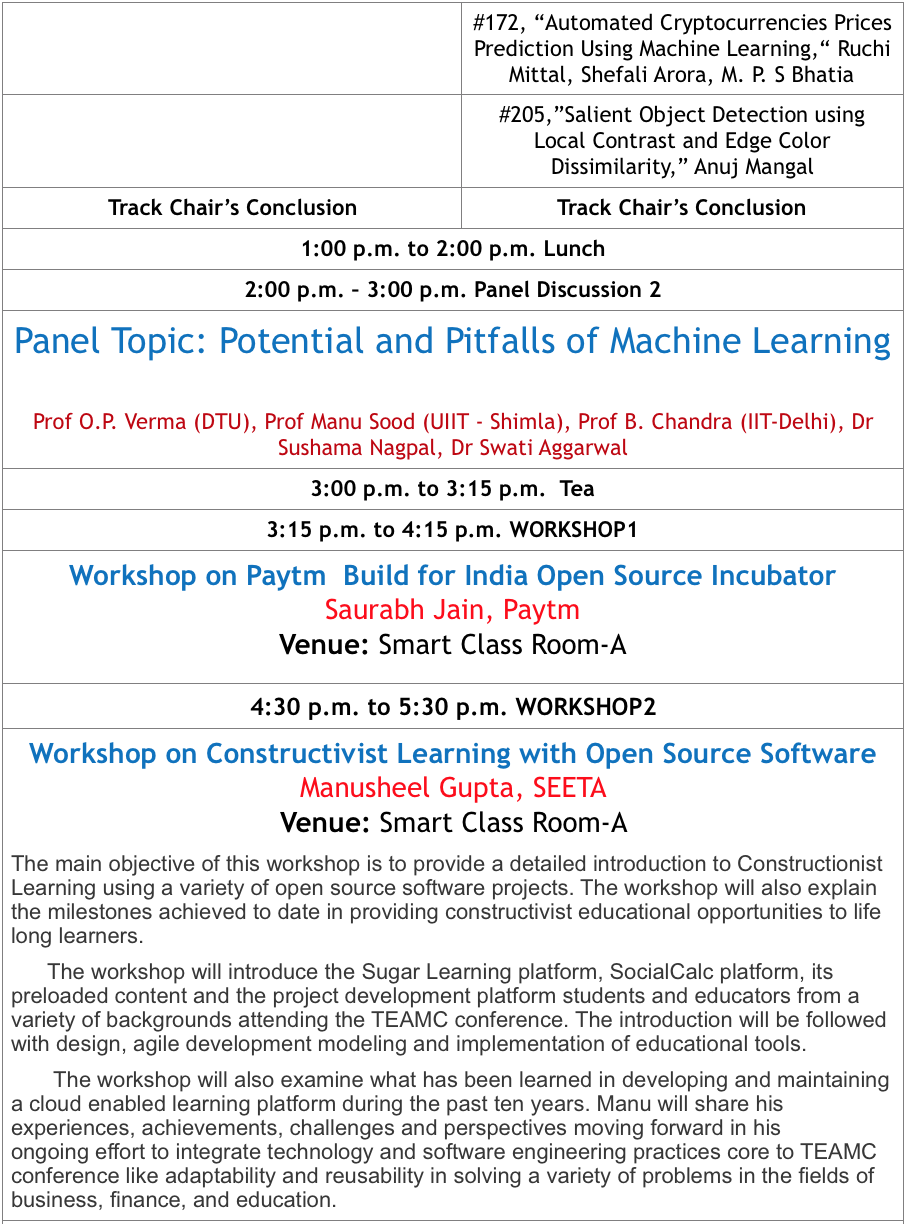 #172, “Automated Cryptocurrencies Prices
Prediction Using Machine Learning,“ Ruchi
Mittal, Shefali Arora, M. P. S Bhatia
#205,”Salient Object Detection using
Local Contrast and Edge Color
Dissimilarity,” Anuj Mangal
Track Chair’s Conclusion
Track Chair’s Conclusion
1:00 p.m. to 2:00 p.m. Lunch
2:00 p.m. – 3:00 p.m. Panel Discussion 2
Panel Topic: Potential and Pitfalls of Machine Learning
Prof O.P. Verma (DTU), Prof Manu Sood (UIIT - Shimla), Prof B. Chandra (IIT-Delhi), Dr
Sushama Nagpal, Dr Swati Aggarwal
3:00 p.m. to 3:15 p.m.  Tea
3:15 p.m. to 4:15 p.m. WORKSHOP1
Workshop on Paytm  Build for India Open Source Incubator
Saurabh Jain, Paytm
Venue: Smart Class Room-A
4:30 p.m. to 5:30 p.m. WORKSHOP2
Workshop on Constructivist Learning with Open Source Software
Manusheel Gupta, SEETA
Venue: Smart Class Room-A
The main objective of this workshop is to provide a detailed introduction to Constructionist
Learning using a variety of open source software projects. The workshop will also explain
the milestones achieved to date in providing constructivist educational opportunities to life
long learners.
The workshop will introduce the Sugar Learning platform, SocialCalc platform, its
preloaded content and the project development platform students and educators from a
variety of backgrounds attending the TEAMC conference. The introduction will be followed
with design, agile development modeling and implementation of educational tools.
The workshop will also examine what has been learned in developing and maintaining
a cloud enabled learning platform during the past ten years. Manu will share his
experiences, achievements, challenges and perspectives moving forward in his
ongoing effort to integrate technology and software engineering practices core to TEAMC
conference like adaptability and reusability in solving a variety of problems in the fields of
business, finance, and education.